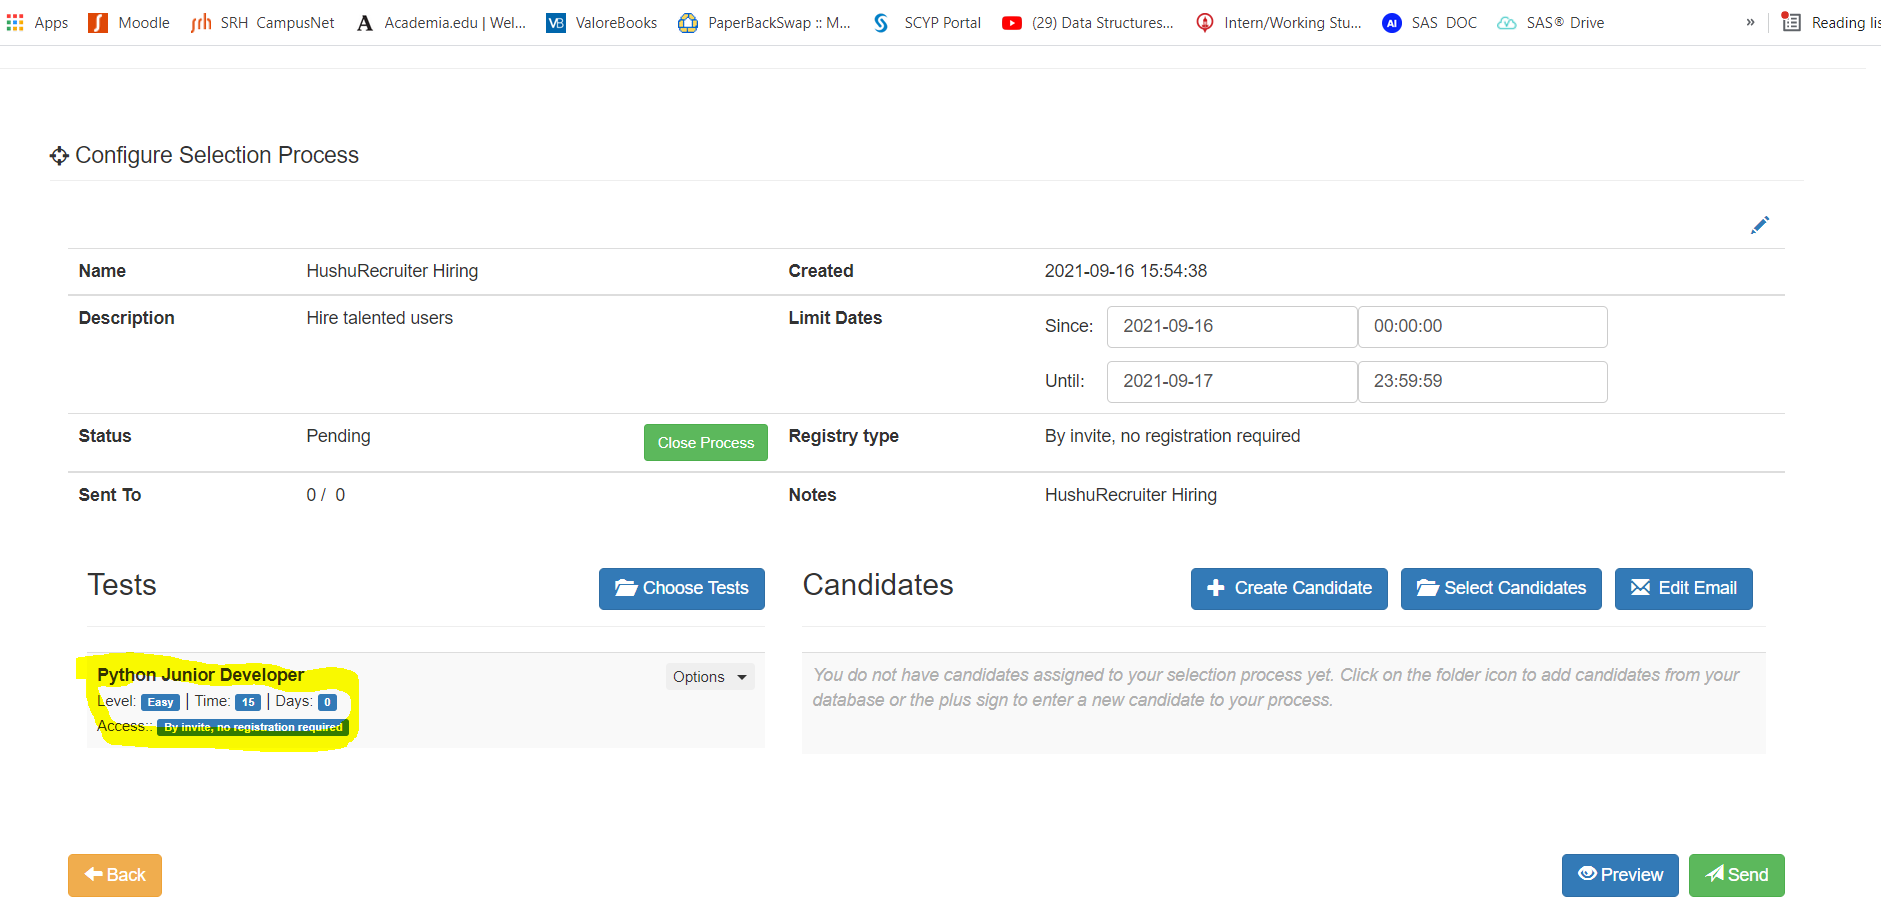 Apps Moodle SRH CampusNet Academia.edu | Wel... VB ValoreBooks PaperBackSwap :: M... SCYP Portal (29) Data Structures... Intern/Working Stu... AI SAS DOC SAS® Drive » Reading lis
Configure Selection Process
Name HushuRecruiter Hiring Created 2021-09-16 15:54:38
Description Hire talented users Limit Dates Since: 2021-09-16 00:00:00
Until: 2021-09-17 23:59:59
Status Pending Close Process Registry type By invite, no registration required
Sent To 0 / 0 Notes HushuRecruiter Hiring
Tests Choose Tests Candidates Create Candidate Select Candidates Edit Email
Python Junior Developer Options
Level: Easy | Time: 15 | Days: 0
Access:: By invite, no registration required
You do not have candidates assigned to your selection process yet. Click on the folder icon to add candidates from your
database or the plus sign to enter a new candidate to your process.
Back Preview Send